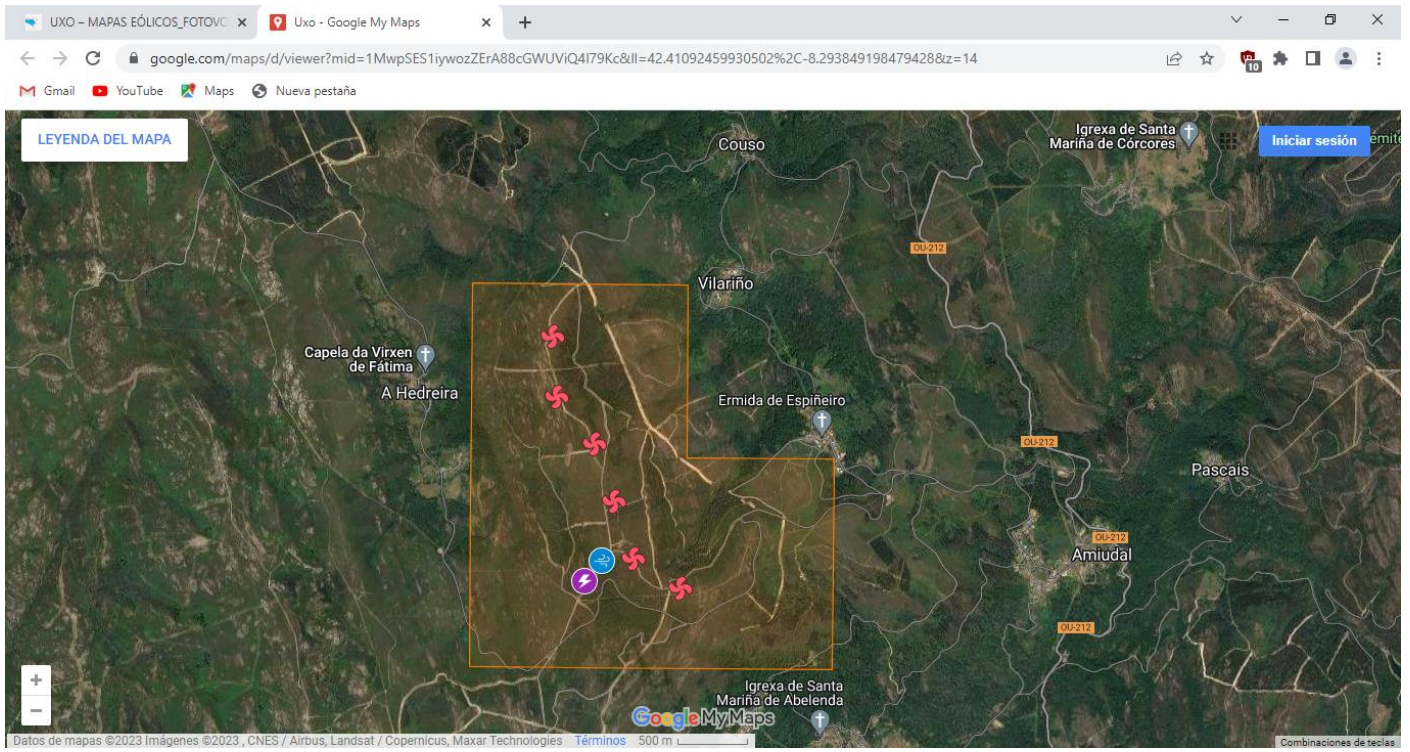 UXO – MAPAS EÓLICOS_FOTOVO
Uxo - Google My Maps
google.com/maps/d/viewer?mid=1MwpSES1iywozZErA88cGWUViQ4l79Kc&ll=42.41092459930502%2C-8.293849198479428&z=14
10
Gmail
YouTube
Maps
Nueva pestaña
LEYENDA DEL MAPA
Couso
Igrexa de Santa
Mariña de Córcores
Iniciar sesión
émite
OU-212
Vilariño
Capela da Virxen
de Fátima
A Hedreira
Ermida de Espiñeiro
OU-212
Pascais
OU-212
Amiudal
OU-212
Igrexa de Santa
Mariña de Abelenda
Google My Maps
Datos de mapas ©2023 Imágenes ©2023 , CNES / Airbus, Landsat / Copernicus, Maxar Technologies
Términos
500 m
Combinaciones de teclas